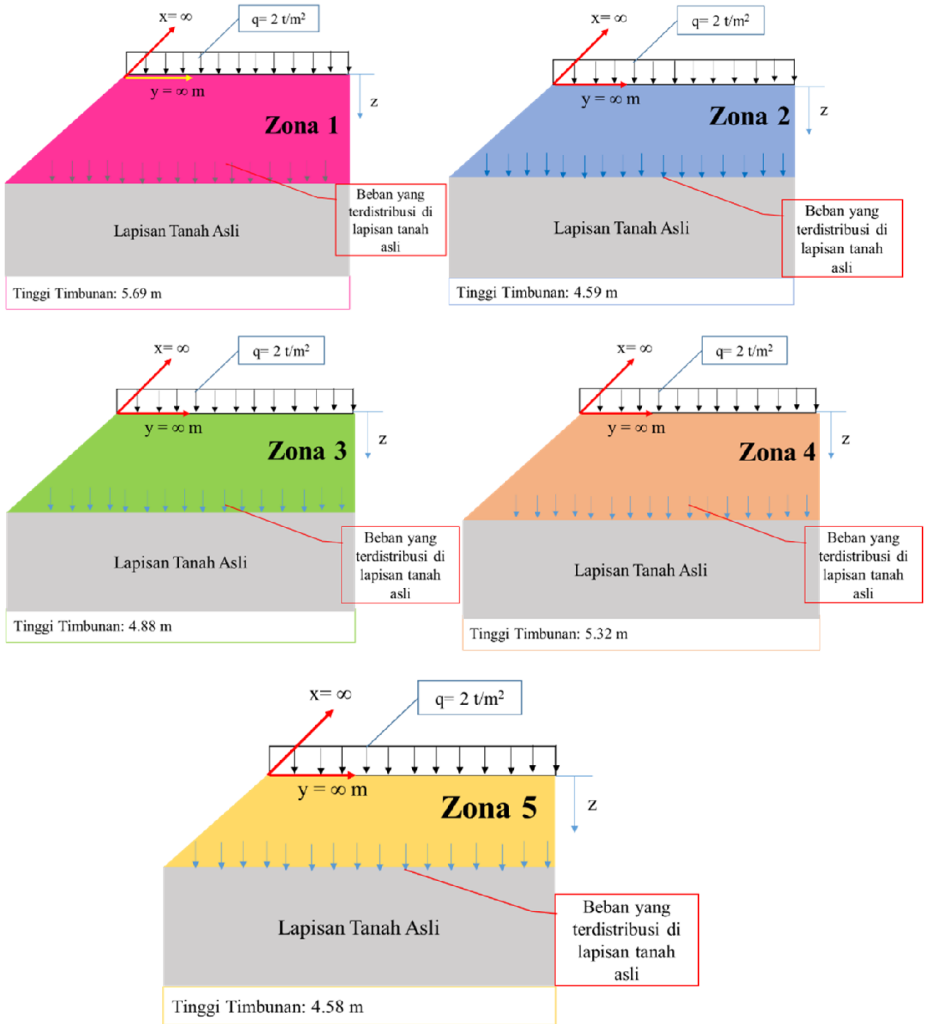 x= ∞
q= 2 t/m²
y = ∞ m
z
Zona 1
Beban yang
terdistribusi di
lapisan tanah
asli
Lapisan Tanah Asli
Tinggi Timbunan: 5.69 m
x= ∞
q= 2 t/m²
y = ∞ m
z
Zona 2
Beban yang
terdistribusi di
lapisan tanah
asli
Lapisan Tanah Asli
Tinggi Timbunan: 4.59 m
x= ∞
q= 2 t/m²
y = ∞ m
z
Zona 3
Beban yang
terdistribusi di
lapisan tanah
asli
Lapisan Tanah Asli
Tinggi Timbunan: 4.88 m
x= ∞
q= 2 t/m²
y = ∞ m
z
Zona 4
Beban yang
terdistribusi di
lapisan tanah
asli
Lapisan Tanah Asli
Tinggi Timbunan: 5.32 m
x= ∞
q= 2 t/m²
y = ∞ m
z
Zona 5
Beban yang
terdistribusi di
lapisan tanah
asli
Lapisan Tanah Asli
Tinggi Timbunan: 4.58 m